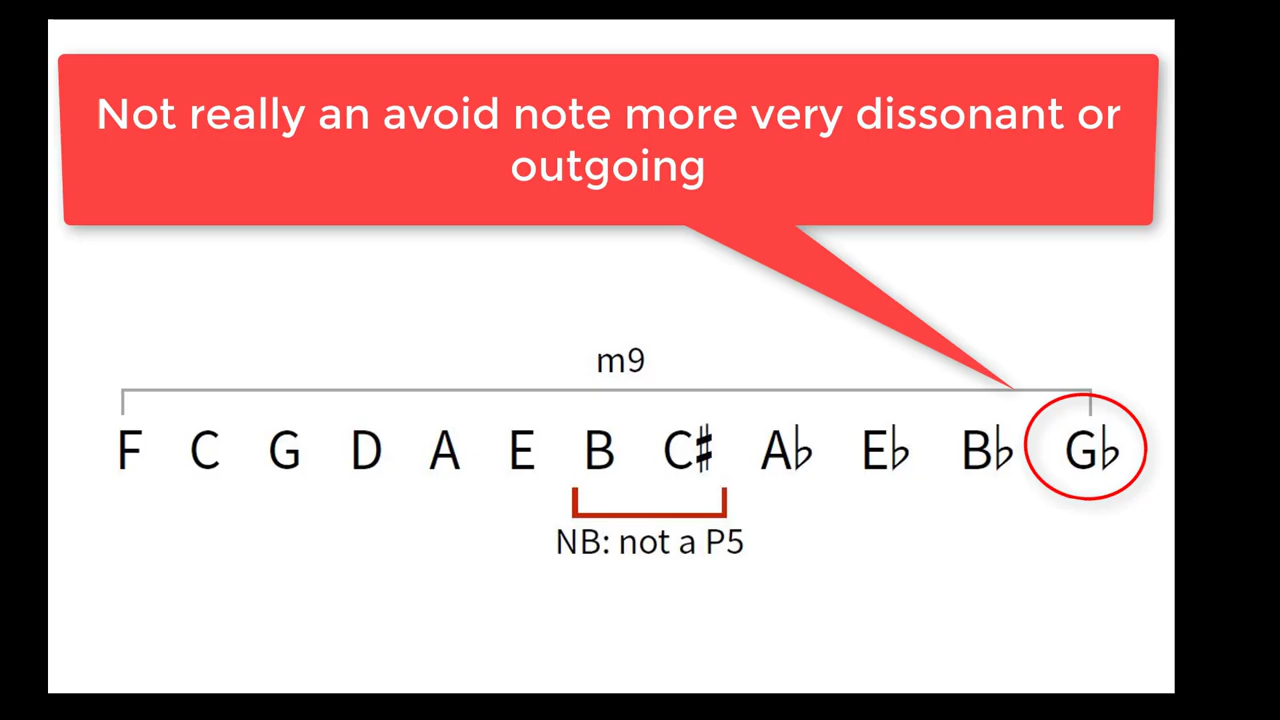 Not really an avoid note more very dissonant or
outgoing
m9
F C G D A E B C♯ A♭ E♭ B♭ G♭
NB: not a P5